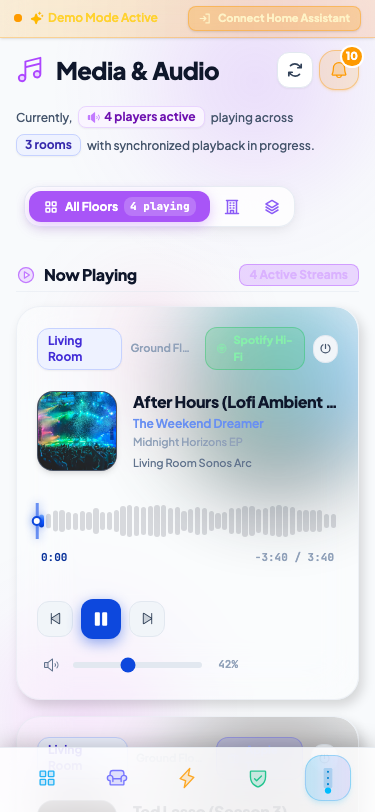 Demo Mode Active
Connect Home Assistant
Media & Audio
10
Currently, 4 players active playing across
3 rooms with synchronized playback in progress.
All Floors 4 playing
Now Playing
4 Active Streams
Living Room
Ground Fl...
Spotify Hi-Fi
After Hours (Lofi Ambient ...
The Weekend Dreamer
Midnight Horizons EP
Living Room Sonos Arc
0:00
-3:40 / 3:40
42%
Living
Room
Ground Fl...
Ted Lasso (Season 3)